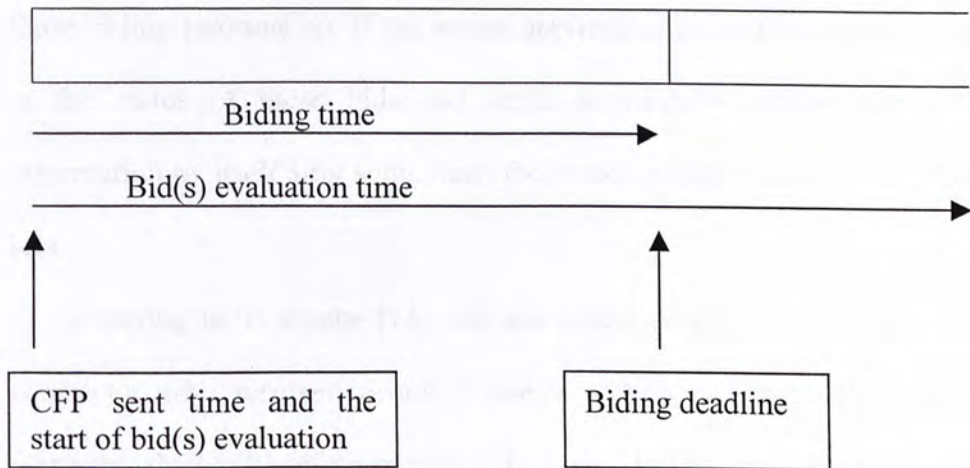 Biding time
Bid(s) evaluation time
CFP sent time and the
start of bid(s) evaluation
Biding deadline